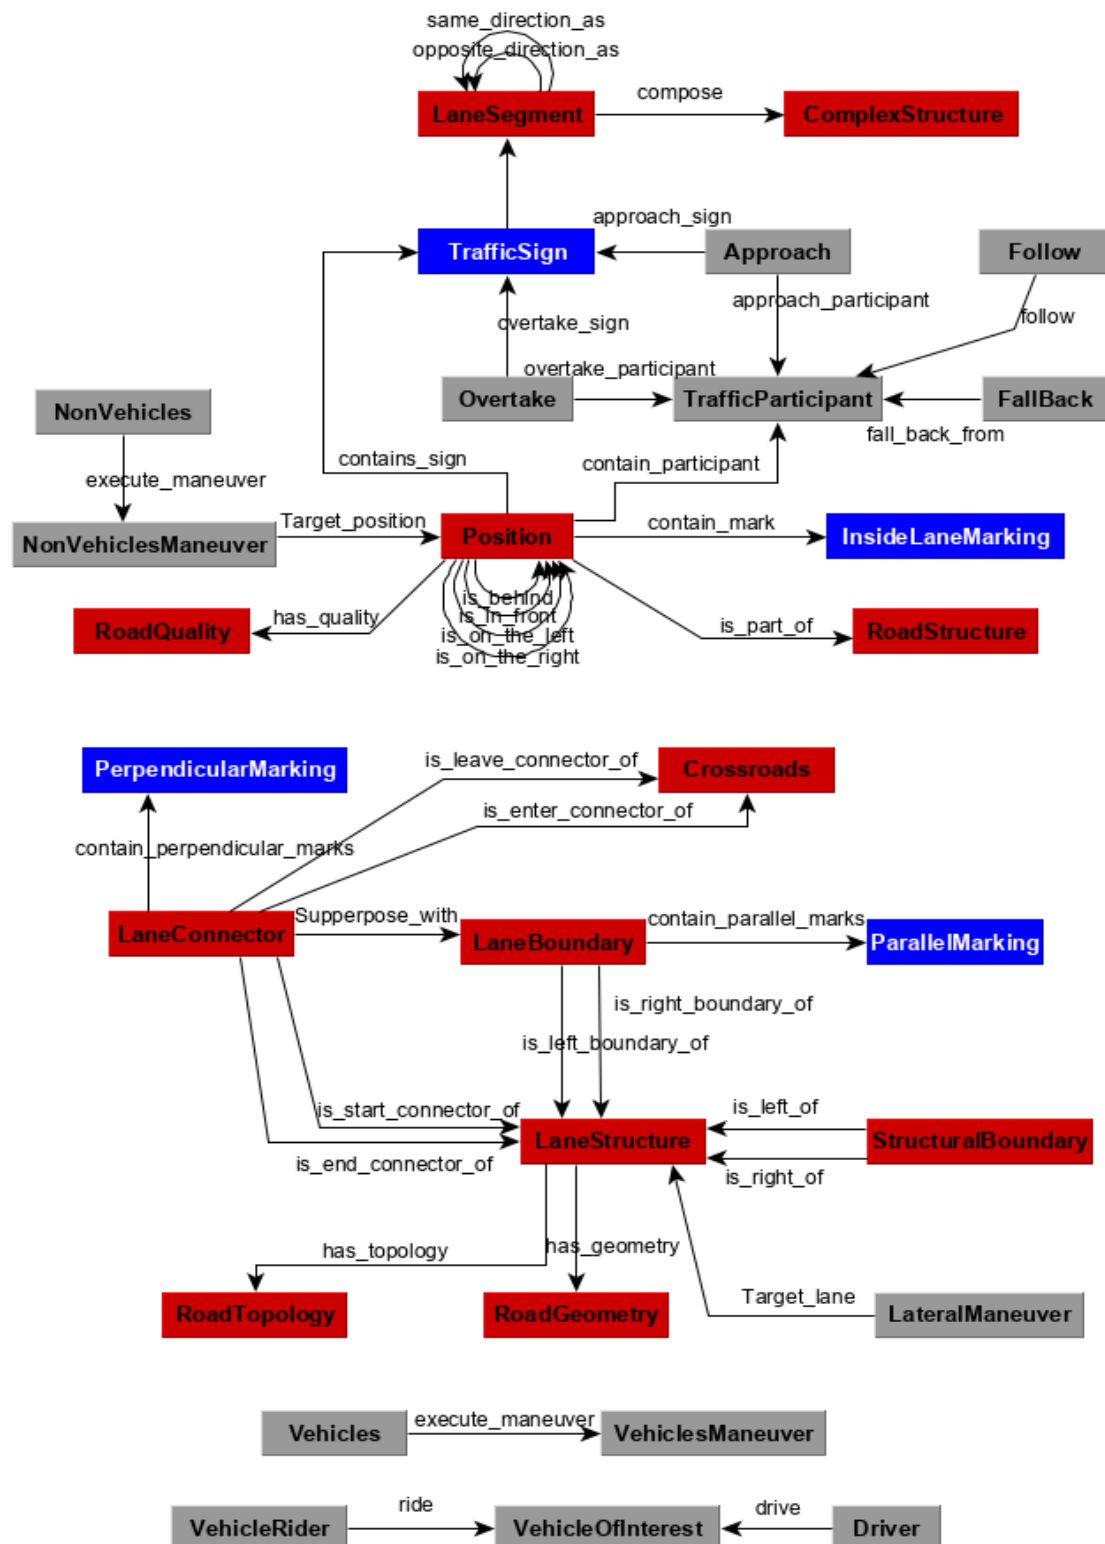 same_direction_as
opposite_direction_as
compose
LaneSegment
ComplexStructure
approach_sign
TrafficSign
Approach
Follow
approach_participant
overtake_sign
follow
overtake_participant
NonVehicles
Overtake
TrafficParticipant
FallBack
fall_back_from
contains_sign
contain_participant
execute_maneuver
Target_position
contain_mark
NonVehiclesManeuver
Position
InsideLaneMarking
is_behind
has_quality
is_in_front
RoadQuality
is_part_of
RoadStructure
is_on_the_left
is_on_the_right
PerpendicularMarking
is_leave_connector_of
Crossroads
is_enter_connector_of
contain_perpendicular_marks
Supperpose_with
contain_parallel_marks
LaneConnector
LaneBoundary
ParallelMarking
is_right_boundary_of
is_left_boundary_of
is_start_connector_of
is_left_of
LaneStructure
StructuralBoundary
is_end_connector_of
is_right_of
has_topology
has_geometry
Target_lane
RoadTopology
RoadGeometry
LateralManeuver
Vehicles
execute_maneuver
VehiclesManeuver
ride
drive
VehicleRider
VehicleOfInterest
Driver